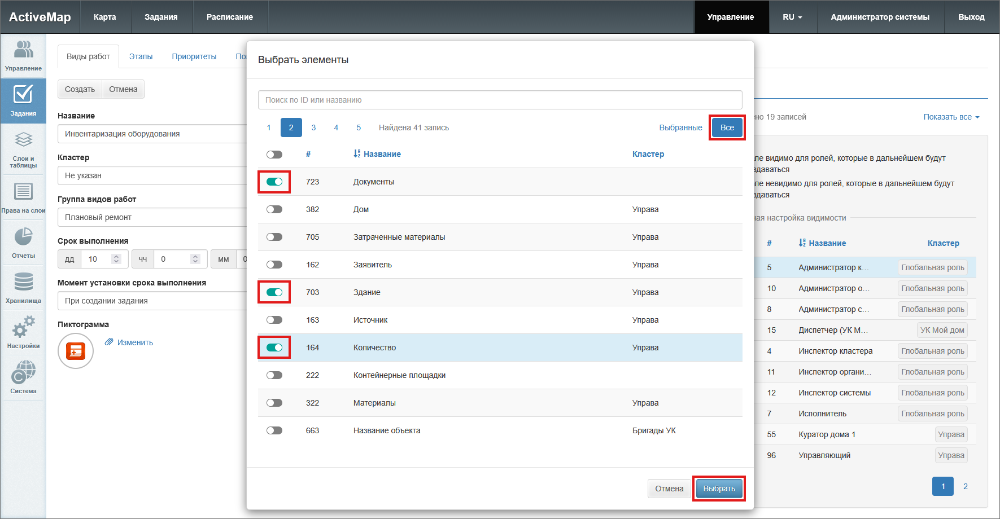 ActiveMap
Карта
Задания
Расписание
Управление
RU
Администратор системы
Выход
Управление
Задания
Слои и
таблицы
Права на слои
Отчеты
Хранилища
Настройки
Система
Виды работ
Этапы
Приоритеты
Создать
Отмена
Название
Инвентаризация оборудования
Кластер
Не указан
Группа видов работ
Плановый ремонт
Срок выполнения
дд 10 чч 0 мм 0
Момент установки срока выполнения
При создании задания
Пиктограмма
Изменить
Выбрать элементы
Поиск по ID или названию
1 2 3 4 5 Найдена 41 запись Выбранные Все
# Название Кластер
723 Документы
382 Дом Управа
705 Затраченные материалы Управа
162 Заявитель Управа
703 Здание Управа
163 Источник Управа
164 Количество Управа
222 Контейнерные площадки
322 Материалы Управа
663 Название объекта Бригады УК
Отмена Выбрать
19 записей Показать все
видимо для ролей, которые в дальнейшем будут
здаваться
невидимо для ролей, которые в дальнейшем будут
здаваться
настройка видимости
# Название Кластер
5 Администратор к... Глобальная роль
10 Администратор о... Глобальная роль
8 Администратор с... Глобальная роль
15 Диспетчер (УК М... УК Мой дом
4 Инспектор кластера Глобальная роль
11 Инспектор органи... Глобальная роль
12 Инспектор системы Глобальная роль
7 Исполнитель Глобальная роль
55 Куратор дома 1 Управа
96 Управляющий Управа
1 2